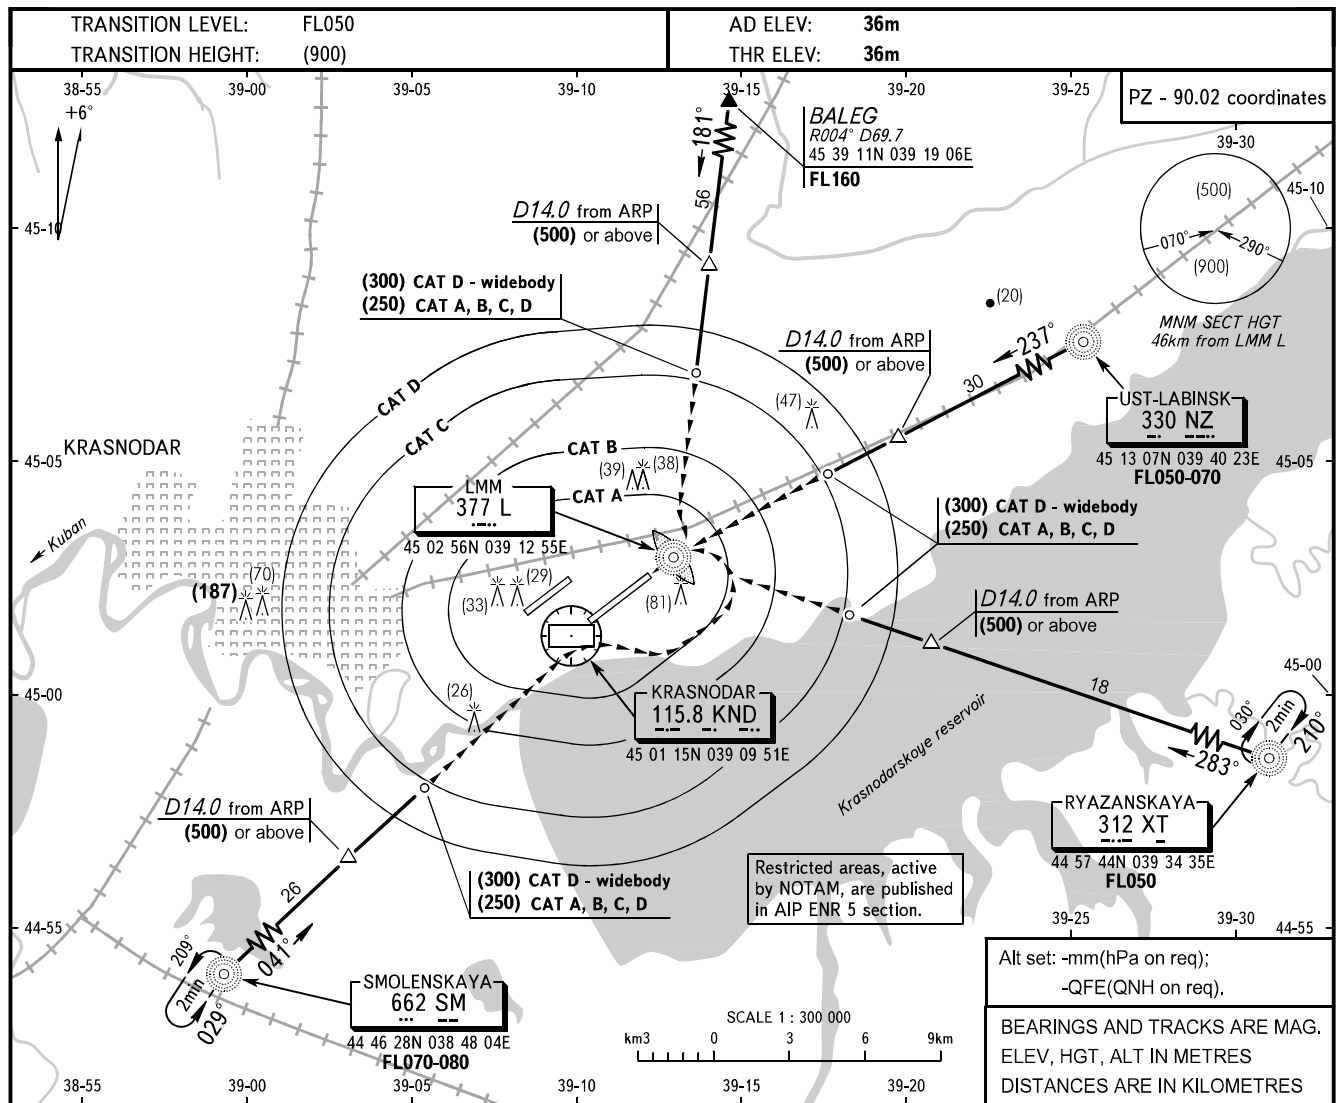 TRANSITION LEVEL: FL050
TRANSITION HEIGHT: (900)
AD ELEV: 36m
THR ELEV: 36m
38-55
39-00
39-05
39-10
39-15
39-20
39-25
PZ - 90.02 coordinates
+6°
181°
BALEG
R004° D69.7
45 39 11N 039 19 06E
FL160
39-30
(500)
45-10
070°
290°
(900)
MNM SECT HGT
46km from LMM L
56
D14.0 from ARP
(500) or above
45-10
(300) CAT D - widebody
(250) CAT A, B, C, D
(20)
D14.0 from ARP
(500) or above
237°
30
UST-LABINSK
330 NZ
45 13 07N 039 40 23E
FL050-070
45-05
CAT D
CAT C
CAT B
CAT A
(47)
KRASNODAR
45-05
(39)
(38)
LMM
377 L
45 02 56N 039 12 55E
(300) CAT D - widebody
(250) CAT A, B, C, D
Kuban
(187)
(70)
(33)
(29)
(81)
D14.0 from ARP
(500) or above
45-00
45-00
(26)
KRASNODAR
115.8 KND
45 01 15N 039 09 51E
Krasnodarskoye reservoir
18
283°
030°
2min
210°
RYAZANSKAYA
312 XT
44 57 44N 039 34 35E
FL050
D14.0 from ARP
(500) or above
(300) CAT D - widebody
(250) CAT A, B, C, D
Restricted areas, active
by NOTAM, are published
in AIP ENR 5 section.
26
041°
209°
2min
029°
44-55
39-25
39-30
44-55
SMOLENSKAYA
662 SM
44 46 28N 038 48 04E
FL070-080
SCALE 1 : 300 000
km3 0 3 6 9km
Alt set: -mm(hPa on req);
-QFE(QNH on req).
BEARINGS AND TRACKS ARE MAG.
ELEV, HGT, ALT IN METRES
DISTANCES ARE IN KILOMETRES
38-55
39-00
39-05
39-10
39-15
39-20